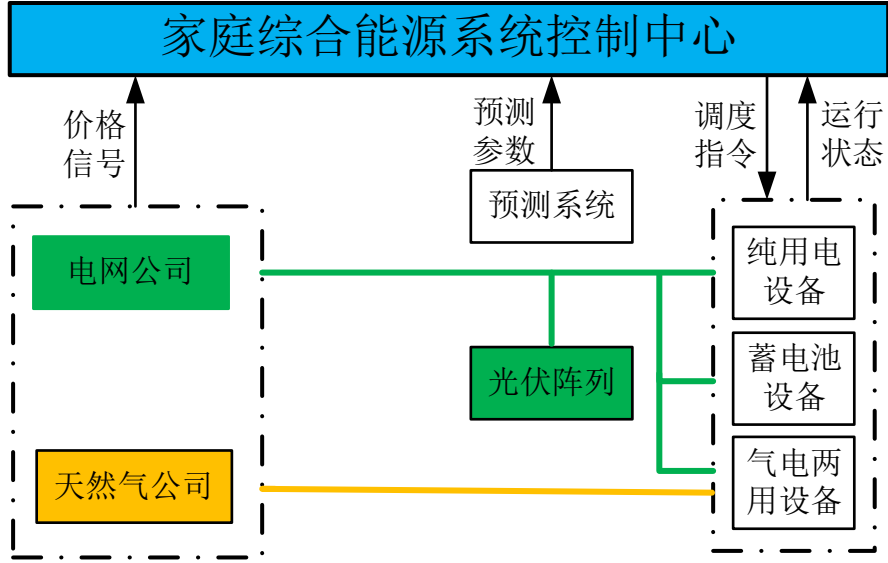 家庭综合能源系统控制中心
价格
信号
预测
参数
调度
指令
运行
状态
预测系统
电网公司
纯用电
设备
光伏阵列
蓄电池
设备
天然气公司
气电两
用设备